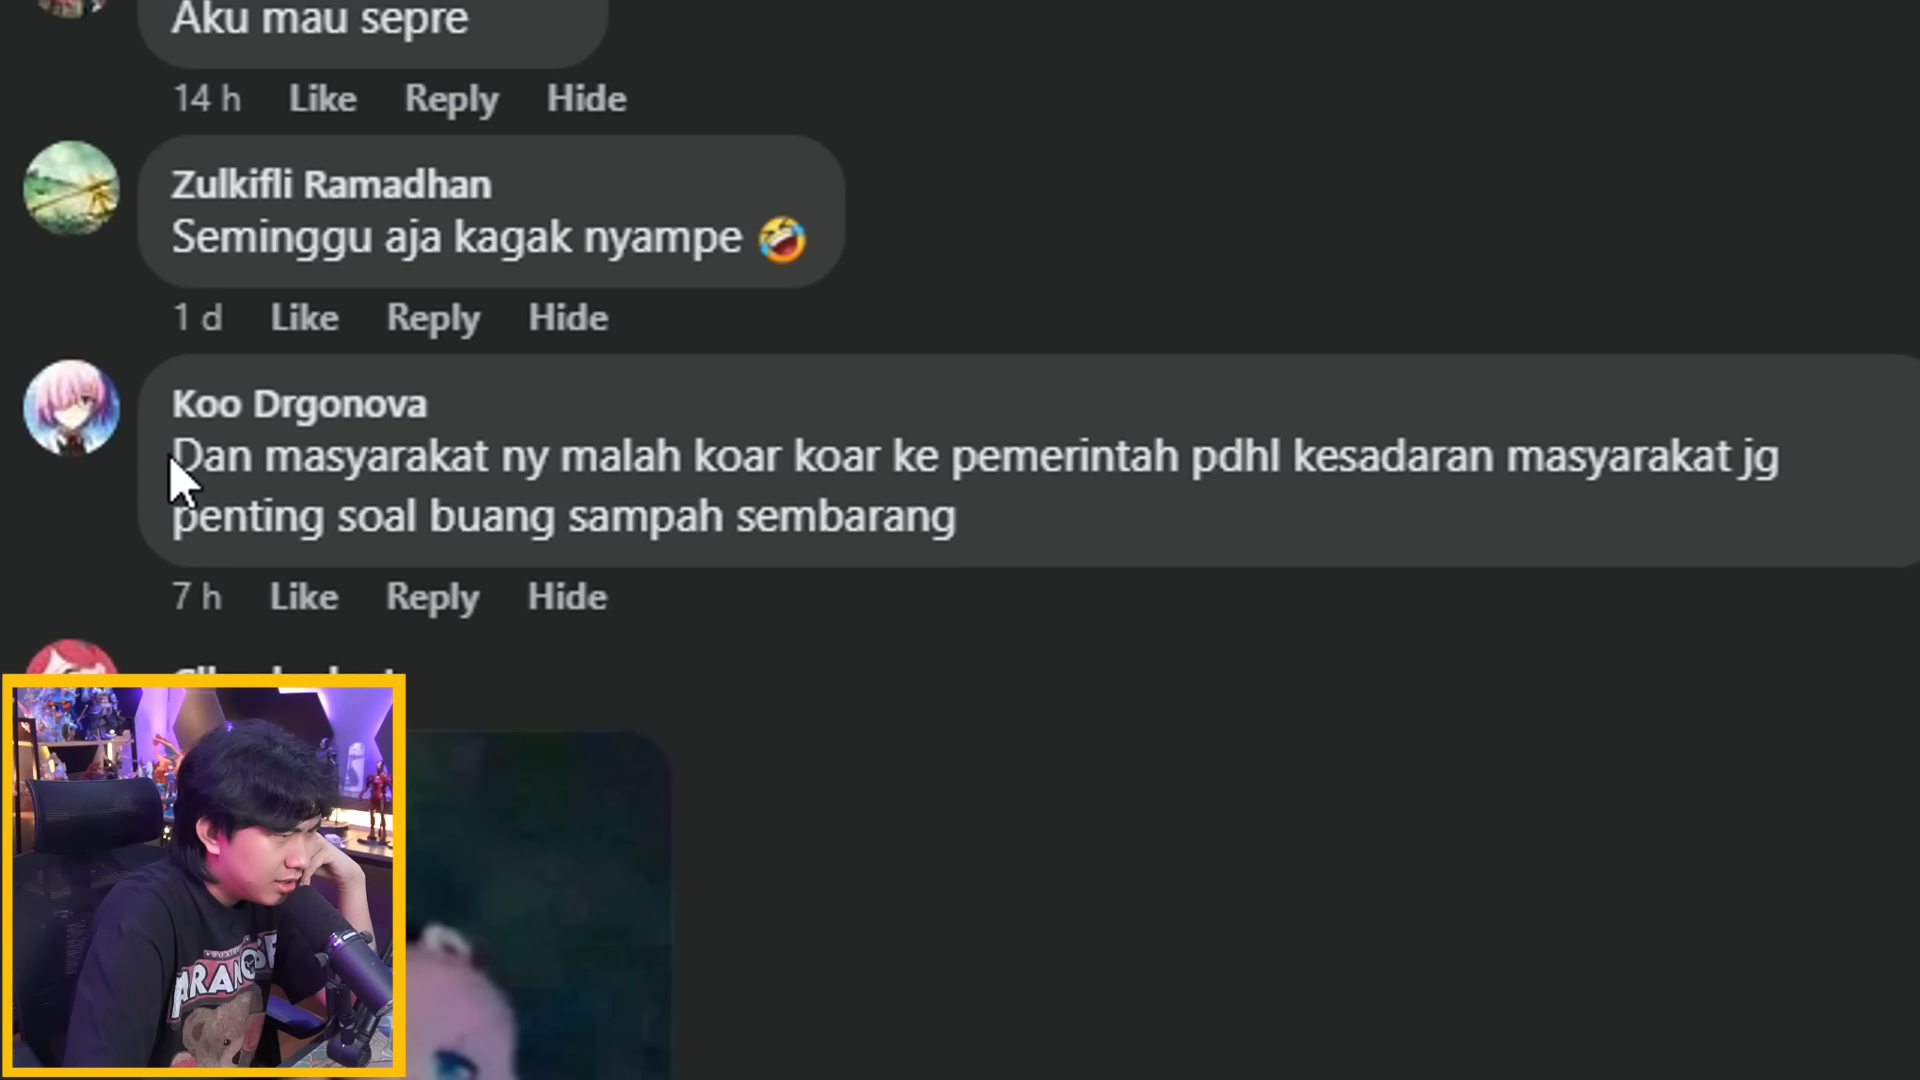 Aku mau sepre
14 h Like Reply Hide
Zulkifli Ramadhan
Seminggu aja kagak nyampe 🤣
1 d Like Reply Hide
Koo Drgonova
Dan masyarakat ny malah koar koar ke pemerintah pdhl kesadaran masyarakat jg
penting soal buang sampah sembarang
7 h Like Reply Hide